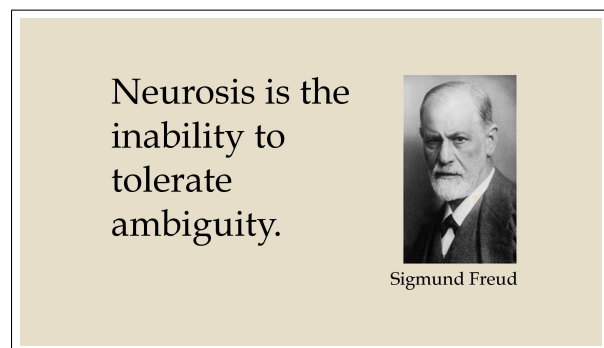 Neurosis is the
inability to
tolerate
ambiguity.
Sigmund Freud